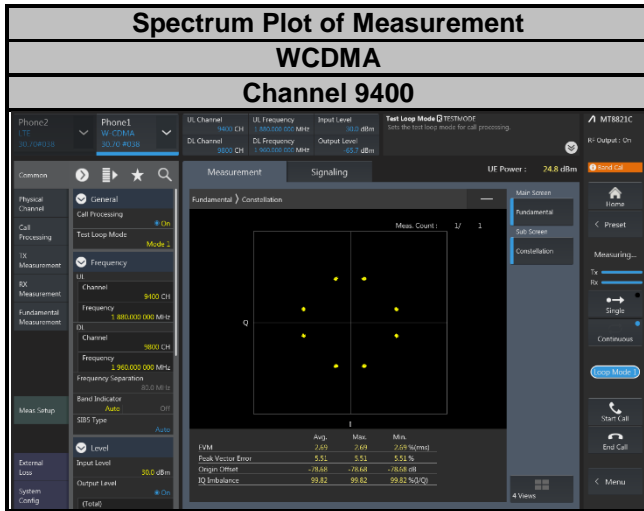 Spectrum Plot of Measurement
WCDMA
Channel 9400
Phone2
LTE
30.70#038
Phone1
W-CDMA
30.70 #038
UL Channel
9400 CH
UL Frequency
1 880.000 000 MHz
Input Level
30.0 dBm
DL Channel
9800 CH
DL Frequency
1 960.000 000 MHz
Output Level
-65.7 dBm
Test Loop Mode TESTMODE
Sets the test loop mode for call processing.
MT8821C
RF Output : On
Common
Measurement
Signaling
UE Power : 24.8 dBm
Band Cal
Physical
Channel
Call
Processing
TX
Measurement
RX
Measurement
Fundamental
Measurement
Meas Setup
External
Loss
System
Config
General
Call Processing
On
Test Loop Mode
Mode 1
Frequency
UL
Channel
9400 CH
Frequency
1 880.000 000 MHz
DL
Channel
9800 CH
Frequency
1 960.000 000 MHz
Frequency Separation
80.0 MHz
Band Indicator
Auto Off
SIB5 Type
Auto
Level
Input Level
30.0 dBm
Output Level
On
(Total)
Fundamental Constellation
Meas. Count : 1/ 1
Q
I
Avg. Max. Min.
EVM 2.69 2.69 2.69 %(rms)
Peak Vector Error 5.51 5.51 5.51 %
Origin Offset -78.68 -78.68 -78.68 dB
IQ Imbalance 99.82 99.82 99.82 %(I/Q)
Main Screen
Fundamental
Sub Screen
Constellation
4 Views
Home
Preset
Measuring...
Tx
Rx
Single
Continuous
Loop Mode 1
Start Call
End Call
Menu